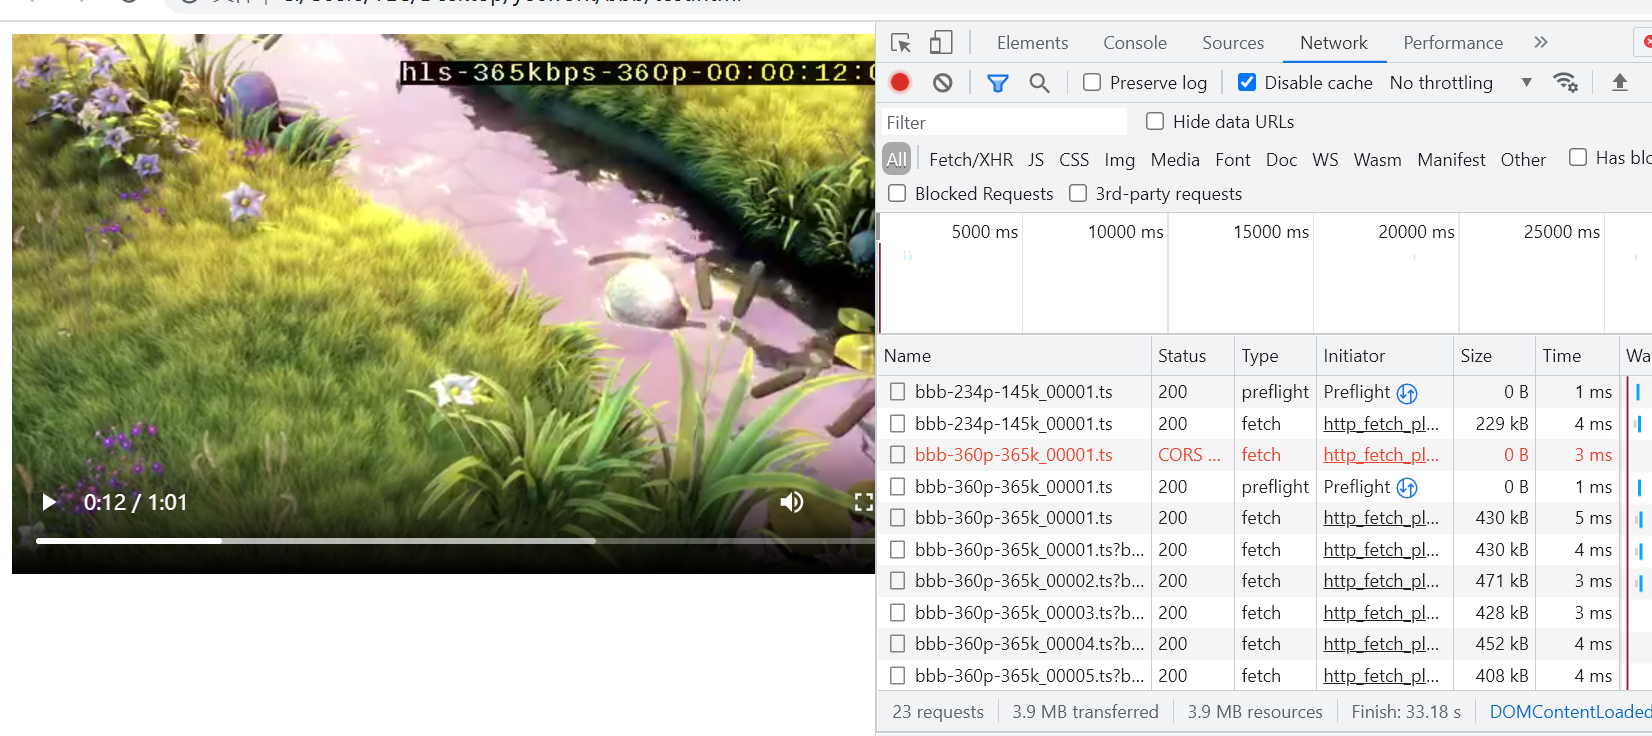 hls-365kbps-360p-00:00:12:0
0:12 / 1:01
Elements Console Sources Network Performance »
Preserve log Disable cache No throttling
Filter Hide data URLs
All Fetch/XHR JS CSS Img Media Font Doc WS Wasm Manifest Other Has blo
Blocked Requests 3rd-party requests
5000 ms 10000 ms 15000 ms 20000 ms 25000 ms
Name Status Type Initiator Size Time Wa
bbb-234p-145k_00001.ts 200 preflight Preflight 0 B 1 ms
bbb-234p-145k_00001.ts 200 fetch http_fetch_pl... 229 kB 4 ms
bbb-360p-365k_00001.ts CORS ... fetch http_fetch_pl... 0 B 3 ms
bbb-360p-365k_00001.ts 200 preflight Preflight 0 B 1 ms
bbb-360p-365k_00001.ts 200 fetch http_fetch_pl... 430 kB 5 ms
bbb-360p-365k_00001.ts?b... 200 fetch http_fetch_pl... 430 kB 4 ms
bbb-360p-365k_00002.ts?b... 200 fetch http_fetch_pl... 471 kB 3 ms
bbb-360p-365k_00003.ts?b... 200 fetch http_fetch_pl... 428 kB 3 ms
bbb-360p-365k_00004.ts?b... 200 fetch http_fetch_pl... 452 kB 4 ms
bbb-360p-365k_00005.ts?b... 200 fetch http_fetch_pl... 408 kB 4 ms
23 requests 3.9 MB transferred 3.9 MB resources Finish: 33.18 s DOMContentLoaded